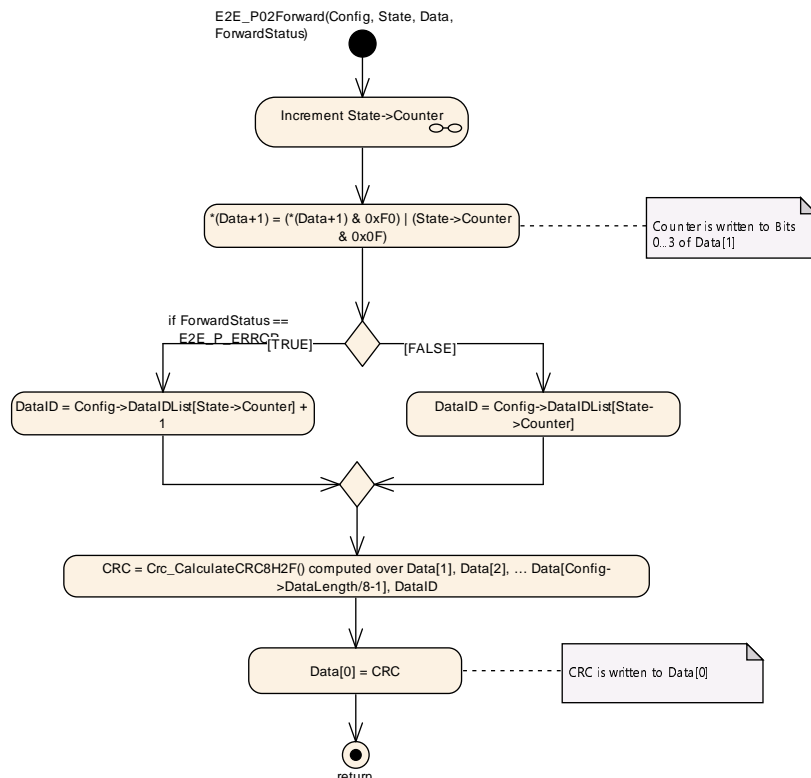 E2E_P02Forward(Config, State, Data,
ForwardStatus)
Increment State->Counter
*(Data+1) = (*(Data+1) & 0xF0) | (State->Counter
& 0x0F)
Counter is written to Bits
0...3 of Data[1]
if ForwardStatus ==
E2E_P_ERROR
[TRUE]
[FALSE]
DataID = Config->DataIDList[State->Counter] +
1
DataID = Config->DataIDList[State-
>Counter]
CRC = Crc_CalculateCRC8H2F() computed over Data[1], Data[2], … Data[Config-
>DataLength/8-1], DataID
Data[0] = CRC
CRC is written to Data[0]
return